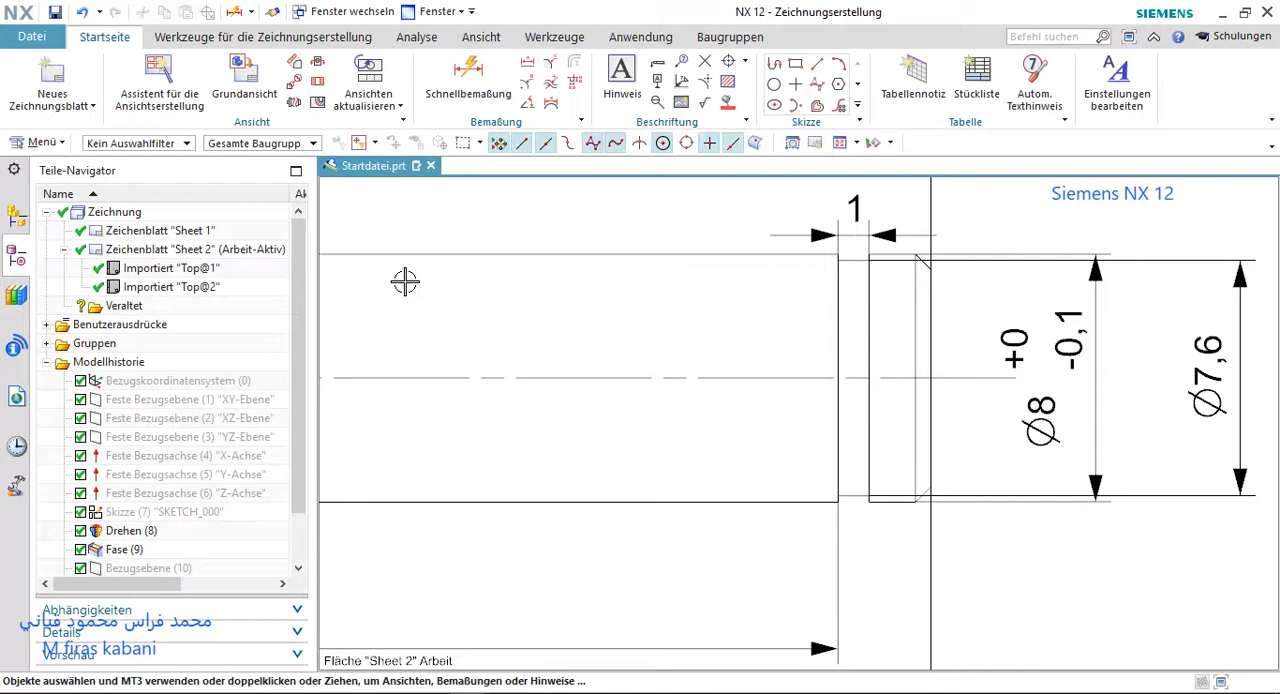 NX
Fenster wechseln
Fenster
NX 12 - Zeichnungserstellung
SIEMENS
Datei
Startseite
Werkzeuge für die Zeichnungserstellung
Analyse
Ansicht
Werkzeuge
Anwendung
Baugruppen
Befehl suchen
Schulungen
Neues Zeichnungsblatt
Assistent für die Ansichtserstellung
Grundansicht
Ansichten aktualisieren
Schnellbemaßung
Hinweis
Tabellennotiz
Stückliste
Autom. Texthinweis
Einstellungen bearbeiten
Ansicht
Bemaßung
Beschriftung
Skizze
Tabelle
Menü
Kein Auswahlfilter
Gesamte Baugruppe
Teile-Navigator
Startdatei.prt
Name
Ak
Siemens NX 12
Zeichnung
Zeichenblatt "Sheet 1"
Zeichenblatt "Sheet 2" (Arbeit-Aktiv)
Importiert "Top@1"
Importiert "Top@2"
Veraltet
Benutzerausdrücke
Gruppen
Modellhistorie
Bezugskoordinatensystem (0)
Feste Bezugsebene (1) "XY-Ebene"
Feste Bezugsebene (2) "XZ-Ebene"
Feste Bezugsebene (3) "YZ-Ebene"
Feste Bezugsachse (4) "X-Achse"
Feste Bezugsachse (5) "Y-Achse"
Feste Bezugsachse (6) "Z-Achse"
Skizze (7) "SKETCH_000"
Drehen (8)
Fase (9)
Bezugsebene (10)
1
Ø8 +0 -0,1
Ø7,6
Abhängigkeiten
محمد فراس محمود قباني
Details
M firas kabani
Vorschau
Fläche "Sheet 2" Arbeit
Objekte auswählen und MT3 verwenden oder doppelklicken oder Ziehen, um Ansichten, Bemaßungen oder Hinweise ...